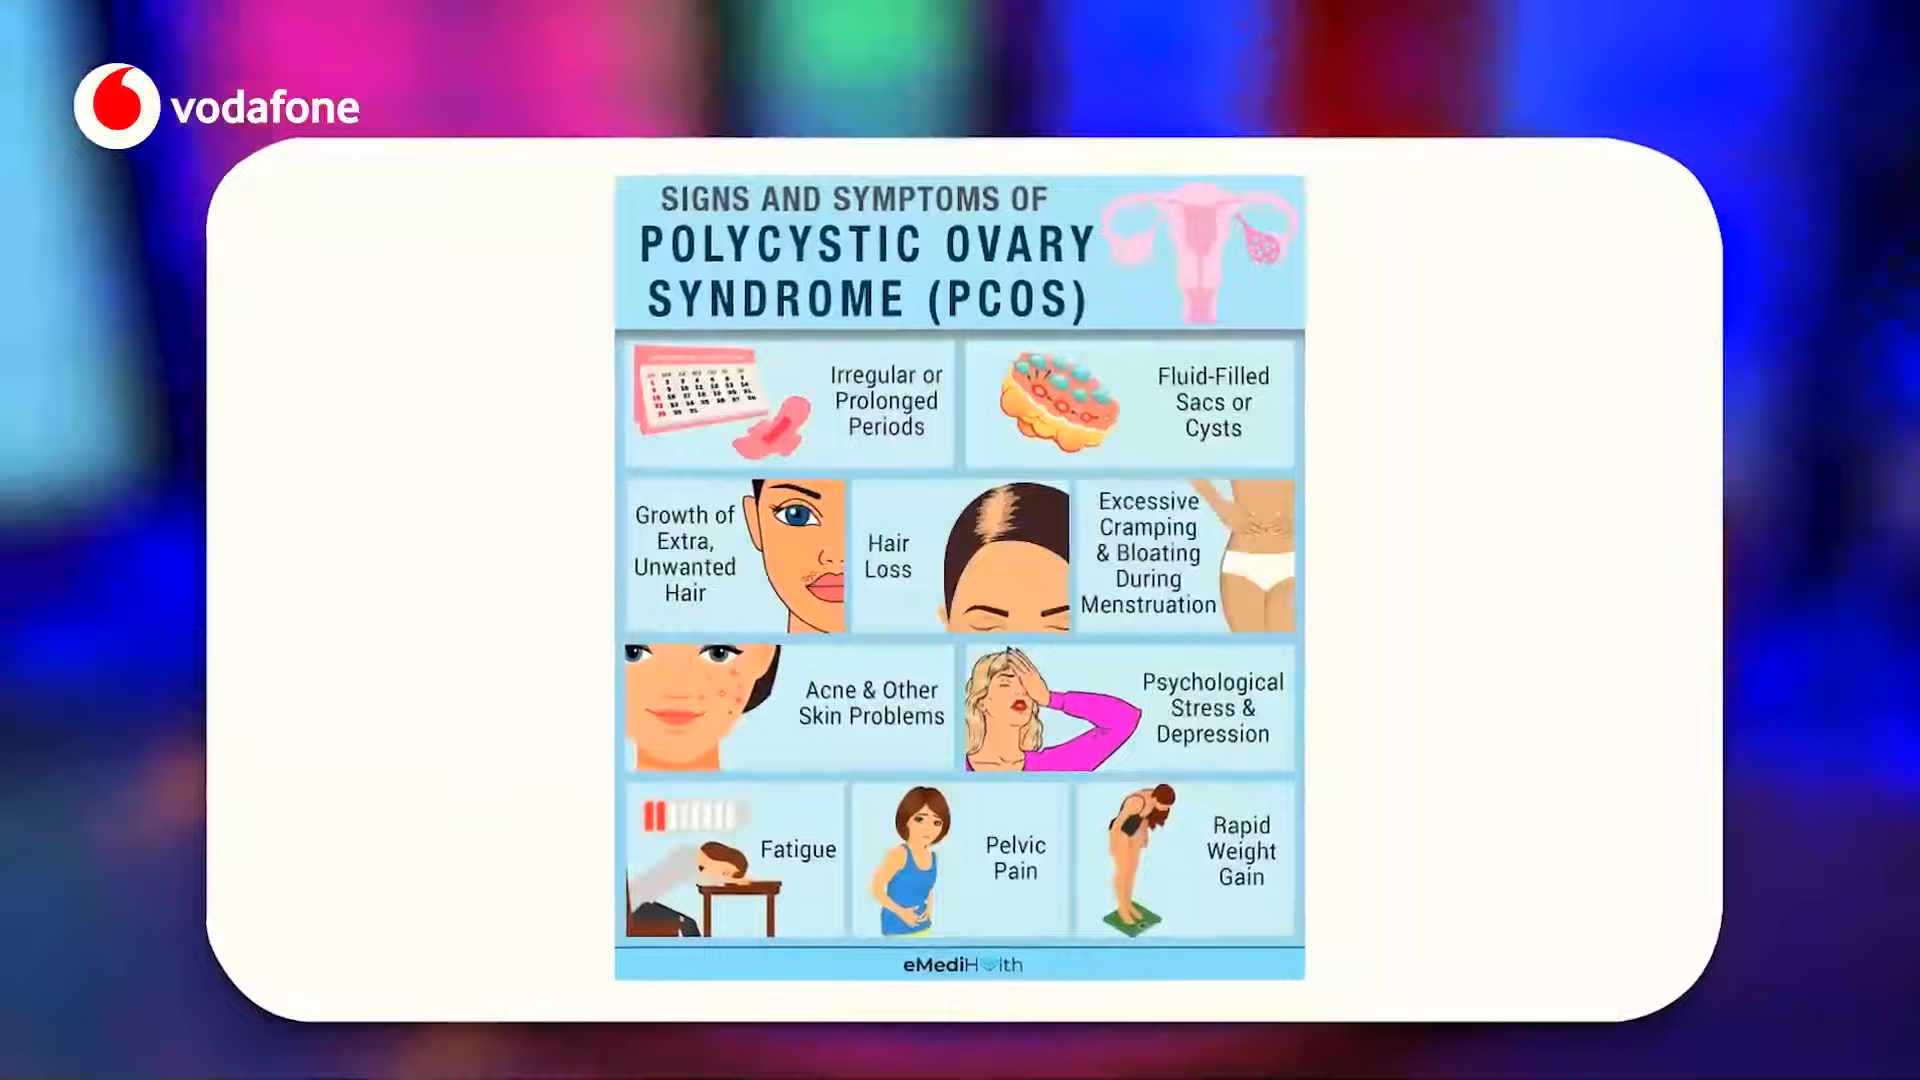 vodafone
SIGNS AND SYMPTOMS OF
POLYCYSTIC OVARY
SYNDROME (PCOS)
Irregular or
Prolonged
Periods
Fluid-Filled
Sacs or
Cysts
Growth of
Extra,
Unwanted
Hair
Hair
Loss
Excessive
Cramping
& Bloating
During
Menstruation
Acne & Other
Skin Problems
Psychological
Stress &
Depression
Fatigue
Pelvic
Pain
Rapid
Weight
Gain
eMediHealth